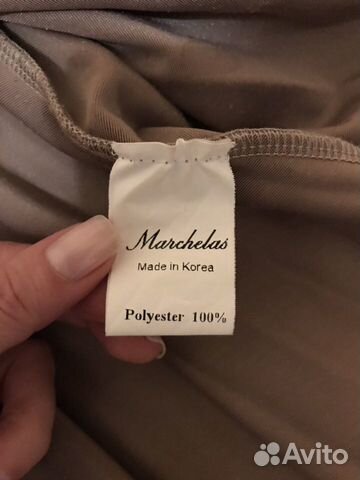 Marchelas
Made in Korea
Polyester 100%
Avito